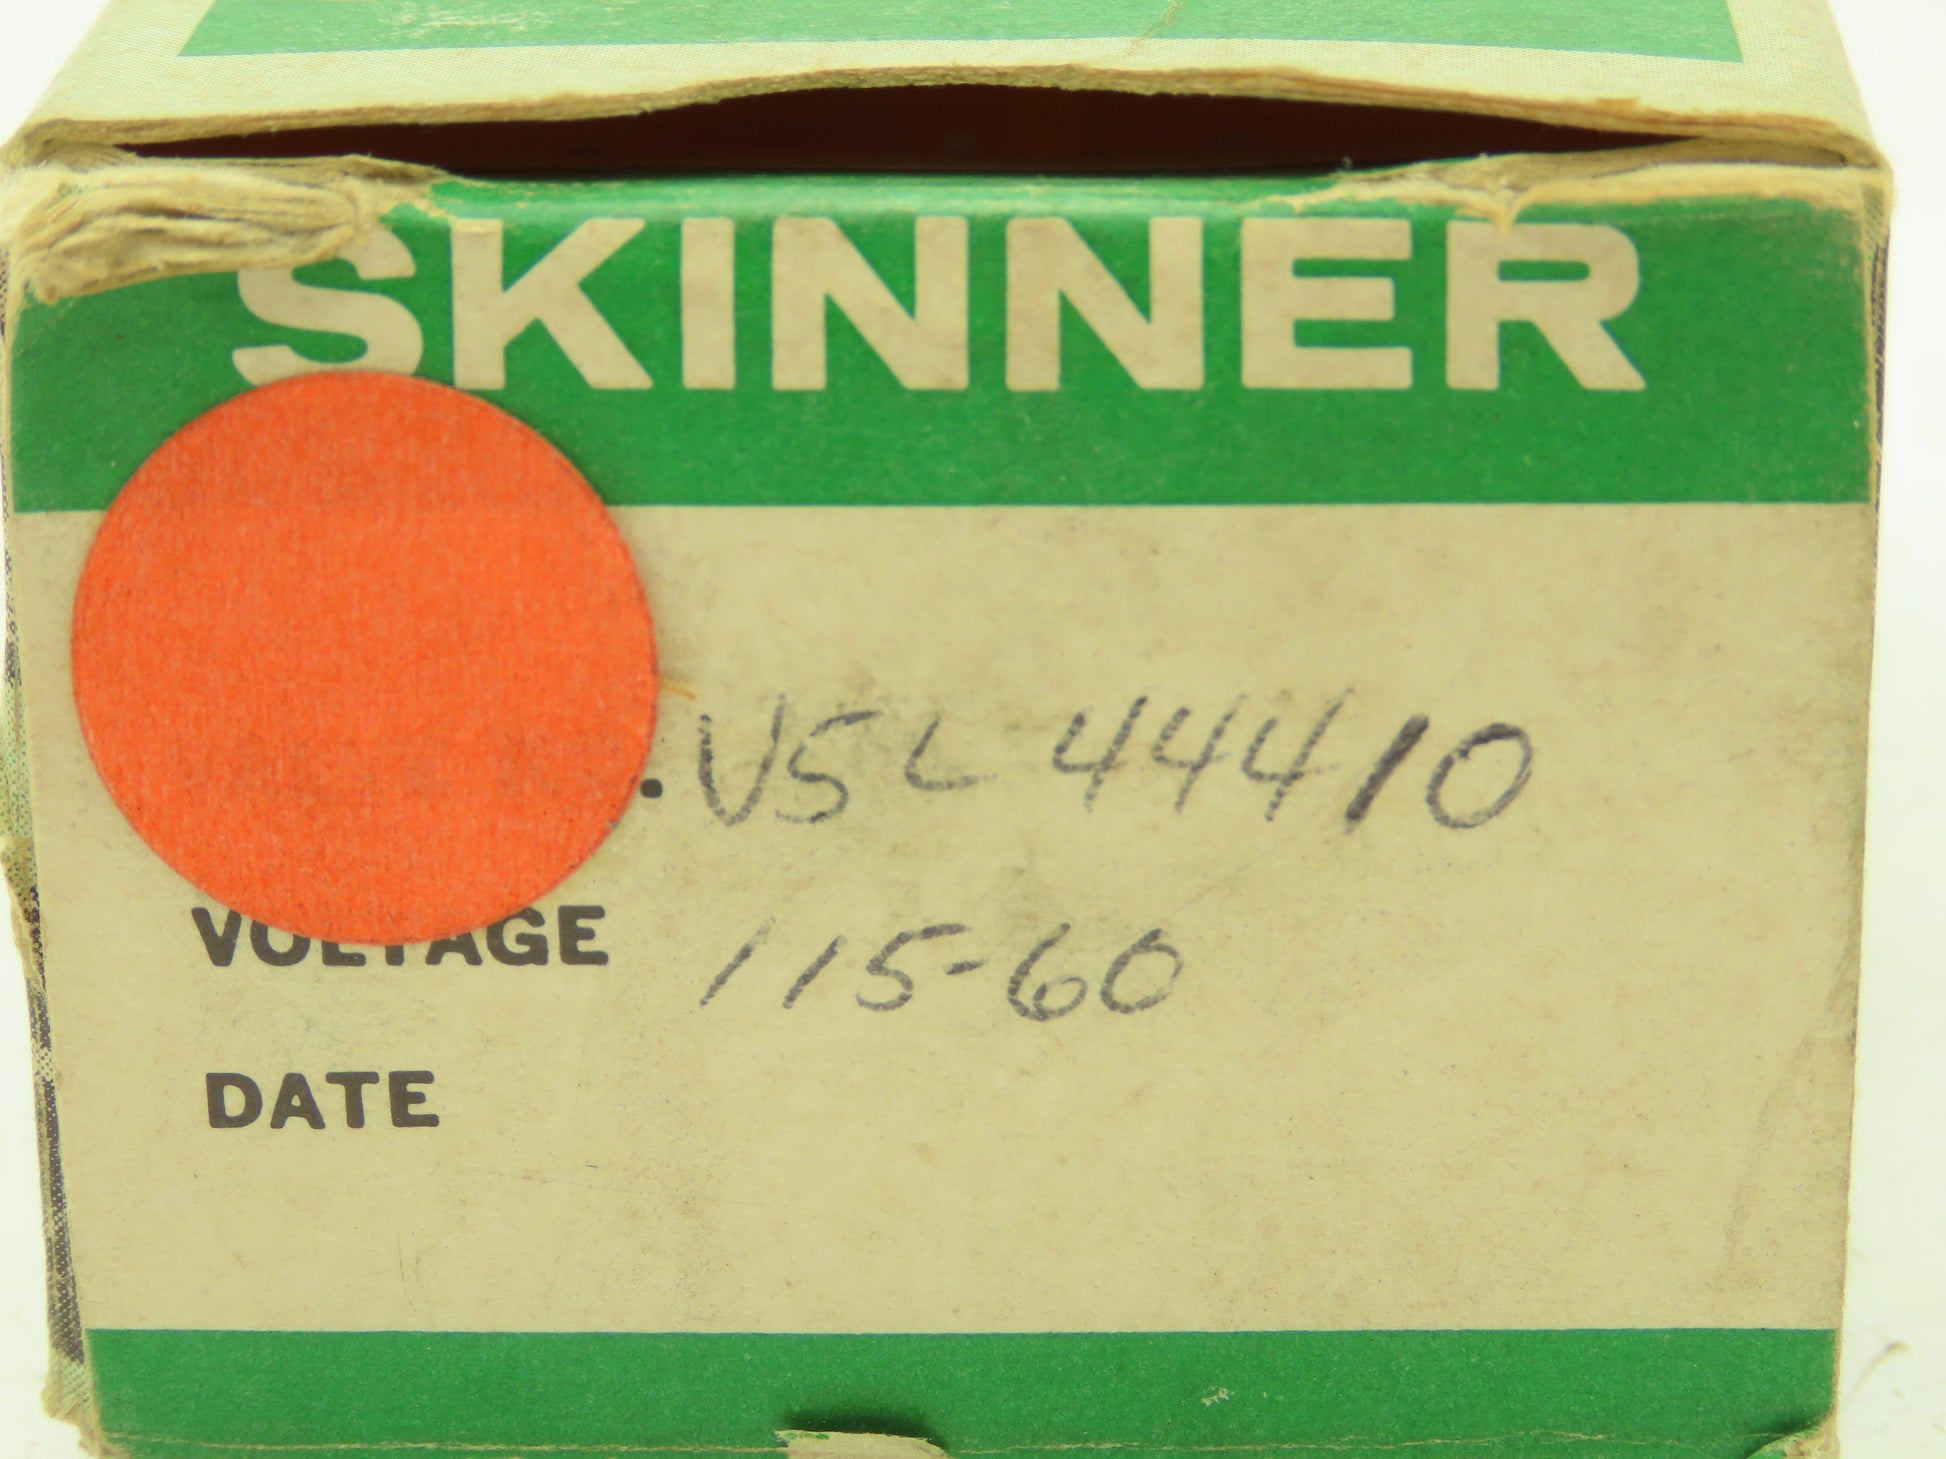 SKINNER
. V5L 44410
VOLTAGE 115-60
DATE